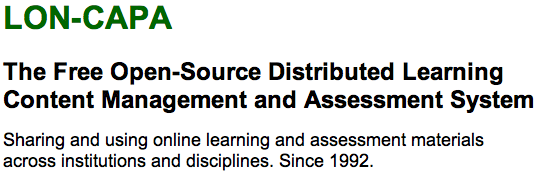 LON-CAPA
The Free Open-Source Distributed Learning
Content Management and Assessment System
Sharing and using online learning and assessment materials
across institutions and disciplines. Since 1992.